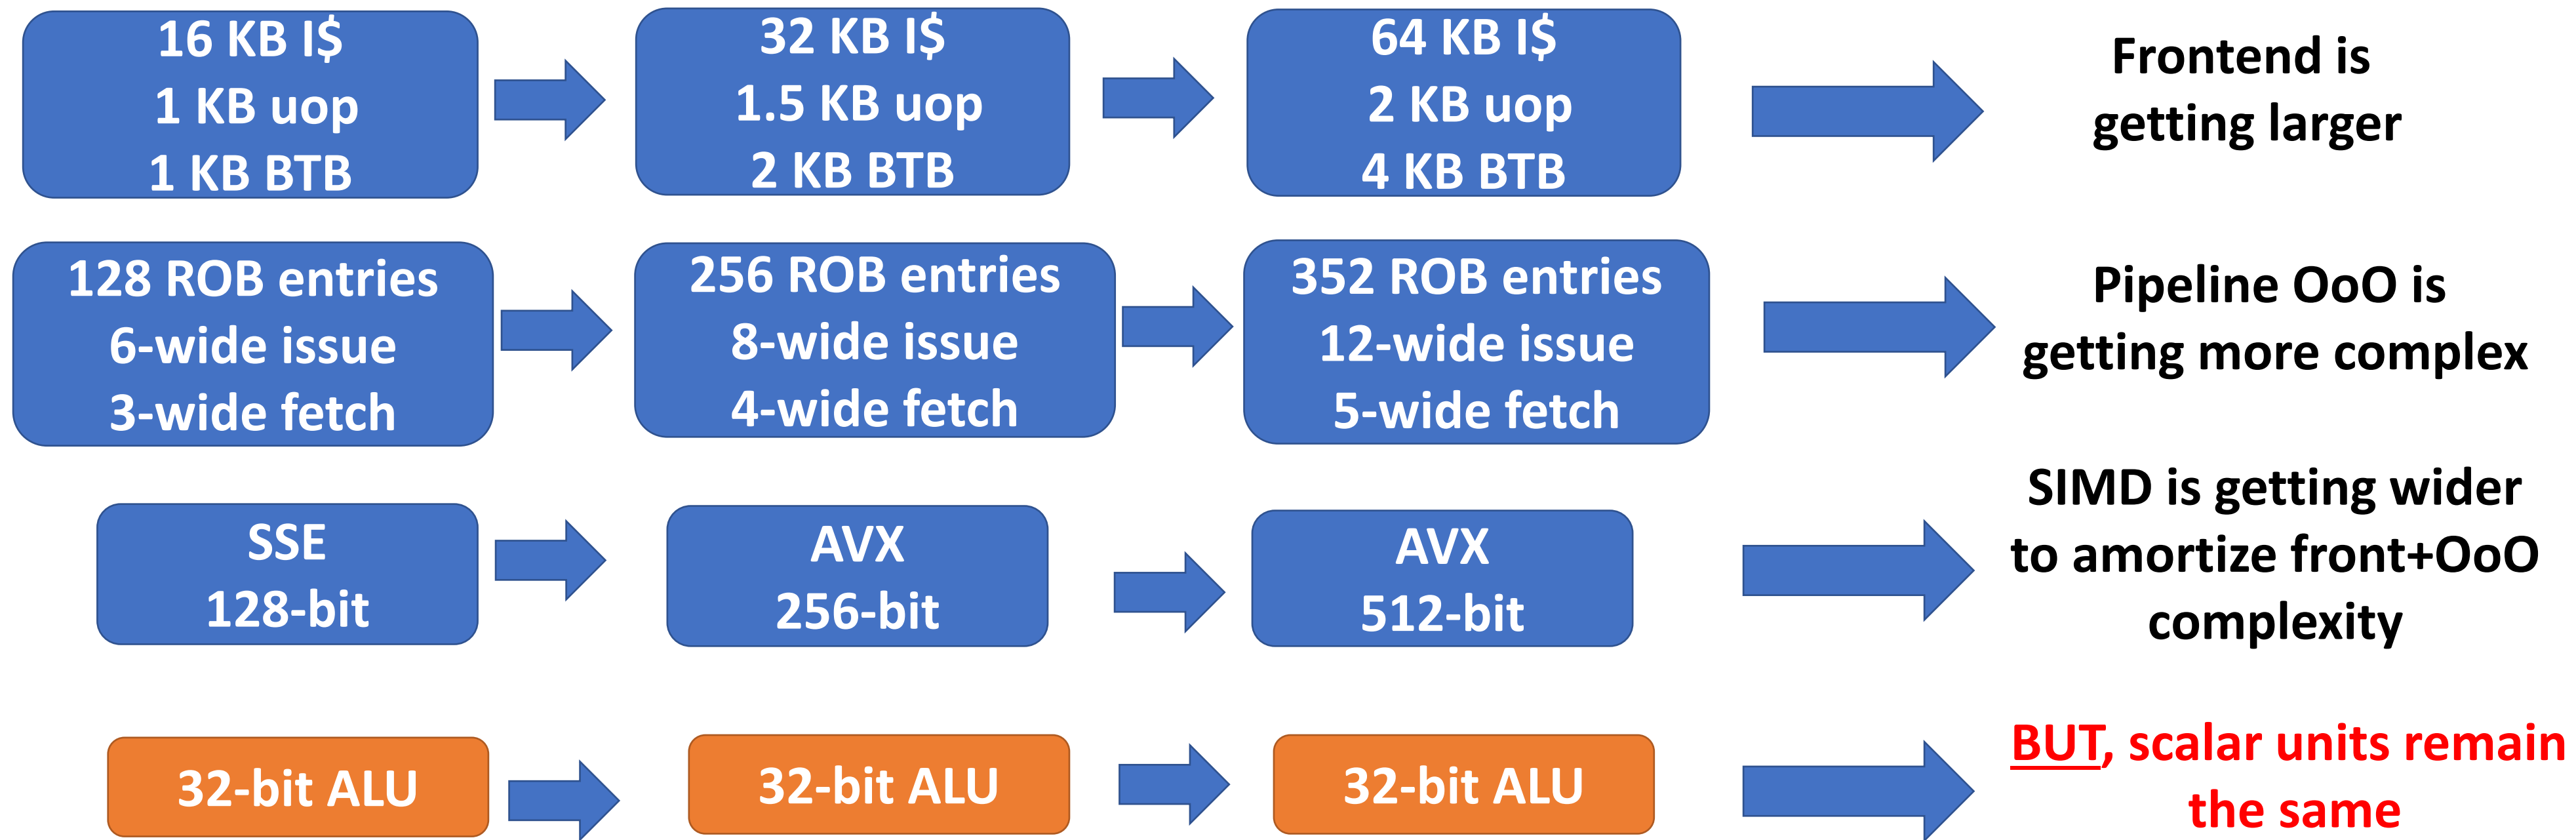 16 KB I$
1 KB uop
1 KB BTB
32 KB I$
1.5 KB uop
2 KB BTB
64 KB I$
2 KB uop
4 KB BTB
Frontend is
getting larger
128 ROB entries
6-wide issue
3-wide fetch
256 ROB entries
8-wide issue
4-wide fetch
352 ROB entries
12-wide issue
5-wide fetch
Pipeline OoO is
getting more complex
SSE
128-bit
AVX
256-bit
AVX
512-bit
SIMD is getting wider
to amortize front+OoO
complexity
32-bit ALU
32-bit ALU
32-bit ALU
BUT, scalar units remain
the same